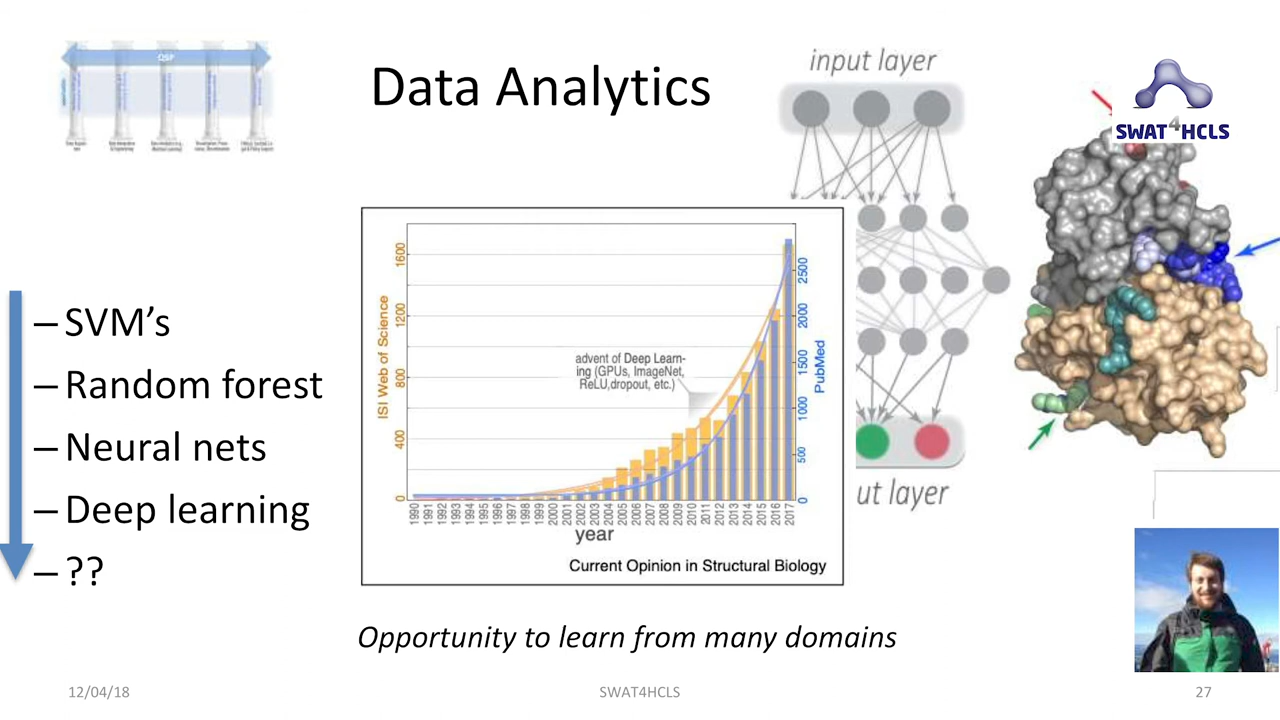 QSP
Data Analytics
input layer
SWAT4HCLS
– SVM’s
– Random forest
– Neural nets
– Deep learning
– ??
ISI Web of Science
1600
1200
800
400
0
advent of Deep Learn-
ing (GPUs, ImageNet,
ReLU,dropout, etc.)
2500
2000
1500
1000
500
0
PubMed
1990 1991 1992 1993 1994 1995 1996 1997 1998 1999 2000 2001 2002 2003 2004 2005 2006 2007 2008 2009 2010 2011 2012 2013 2014 2015 2016 2017
year
Current Opinion in Structural Biology
ut layer
Opportunity to learn from many domains
12/04/18
SWAT4HCLS
27